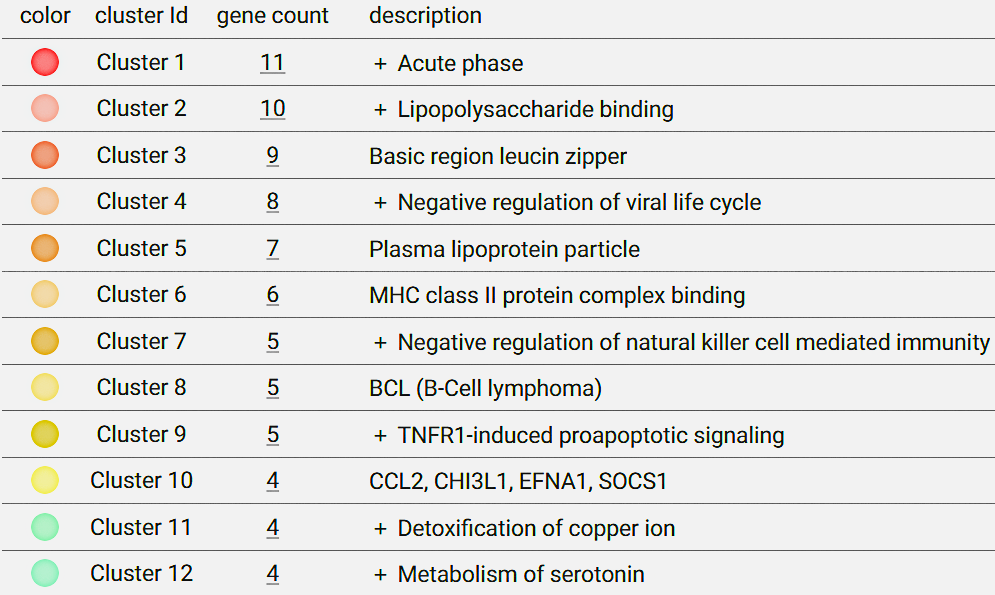 color cluster Id gene count description
Cluster 1 11 + Acute phase
Cluster 2 10 + Lipopolysaccharide binding
Cluster 3 9 Basic region leucin zipper
Cluster 4 8 + Negative regulation of viral life cycle
Cluster 5 7 Plasma lipoprotein particle
Cluster 6 6 MHC class II protein complex binding
Cluster 7 5 + Negative regulation of natural killer cell mediated immunity
Cluster 8 5 BCL (B-Cell lymphoma)
Cluster 9 5 + TNFR1-induced proapoptotic signaling
Cluster 10 4 CCL2, CHI3L1, EFNA1, SOCS1
Cluster 11 4 + Detoxification of copper ion
Cluster 12 4 + Metabolism of serotonin